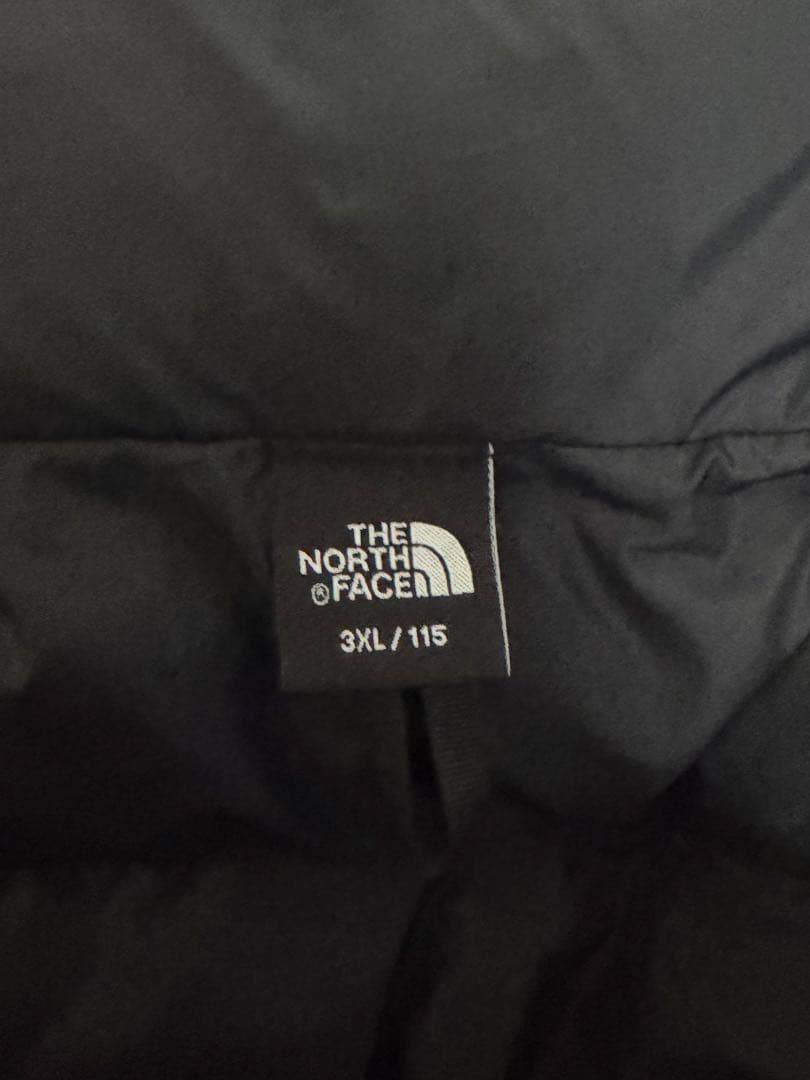 THE
NORTH
®FACE
3XL/115